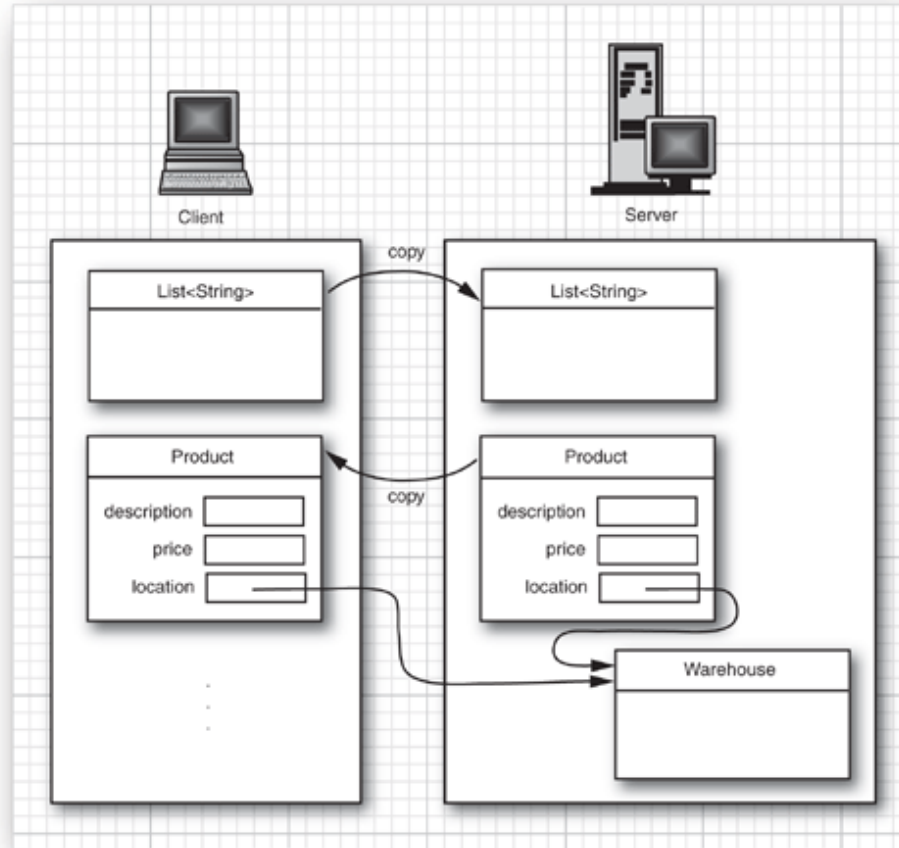 Client
Server
copy
List<String>
List<String>
Product
Product
copy
description
description
price
price
location
location
Warehouse